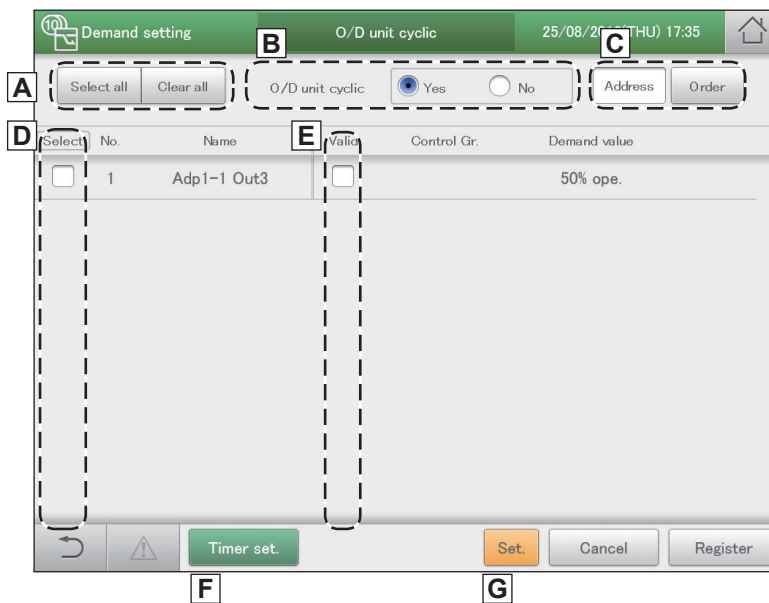 Demand setting O/D unit cyclic 25/08/2016(THU) 17:35
B C
A Select all Clear all O/D unit cyclic Yes No Address Order
D E
Select No. Name Valid Control Gr. Demand value
1 Adp1-1 Out3 50% ope.
Timer set. Set. Cancel Register
F G